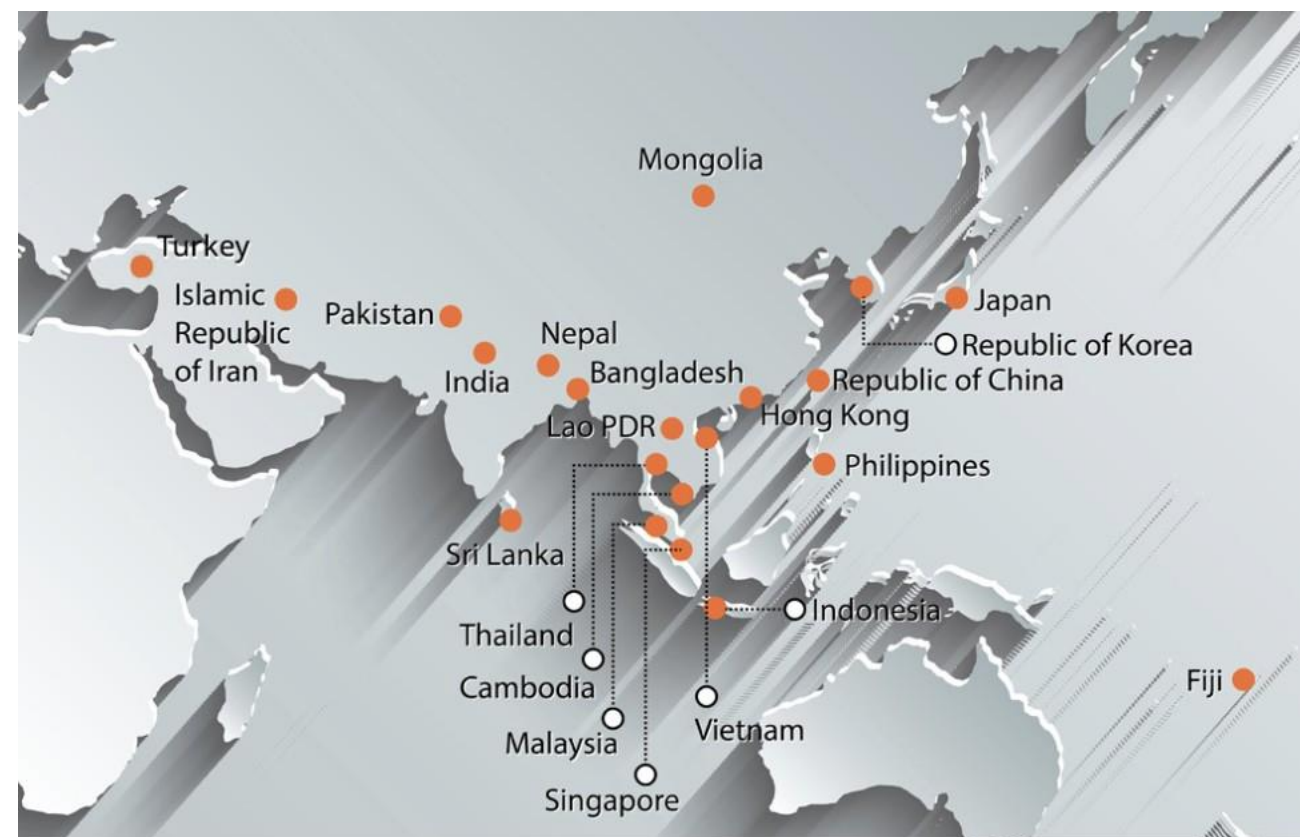 Mongolia
Turkey
Islamic
Republic
of Iran
Pakistan
Nepal
India
Bangladesh
Japan
Republic of Korea
Republic of China
Hong Kong
Lao PDR
Philippines
Sri Lanka
Indonesia
Thailand
Cambodia
Fiji
Vietnam
Malaysia
Singapore